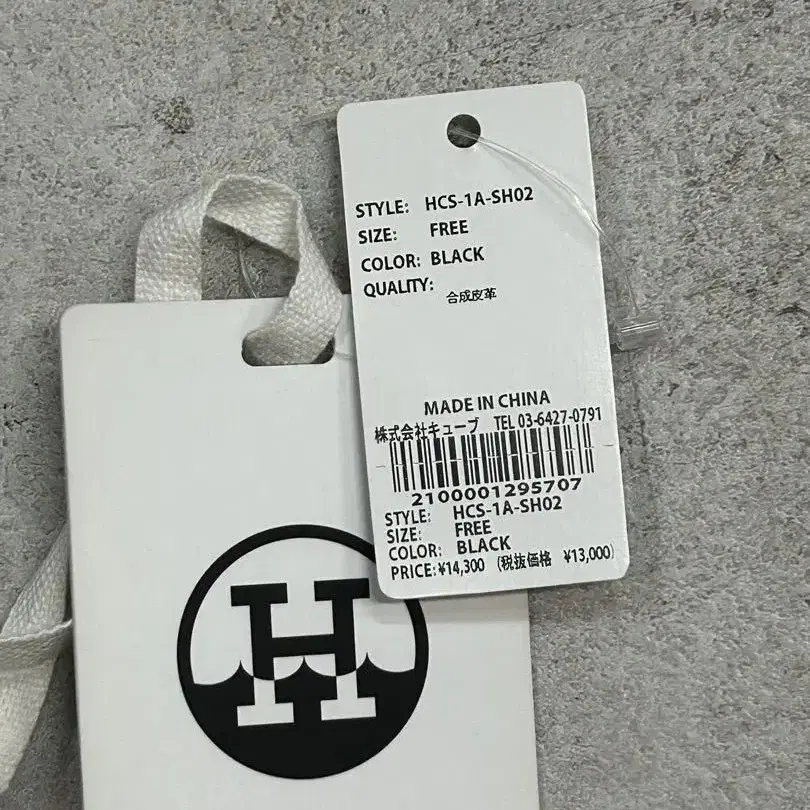 STYLE: HCS-1A-SH02
SIZE: FREE
COLOR: BLACK
QUALITY: 合成皮革
MADE IN CHINA
株式会社キューブ TEL 03-6427-0791
2100001295707
STYLE: HCS-1A-SH02
SIZE: FREE
COLOR: BLACK
PRICE:¥14,300 (税抜価格 ¥13,000)
H